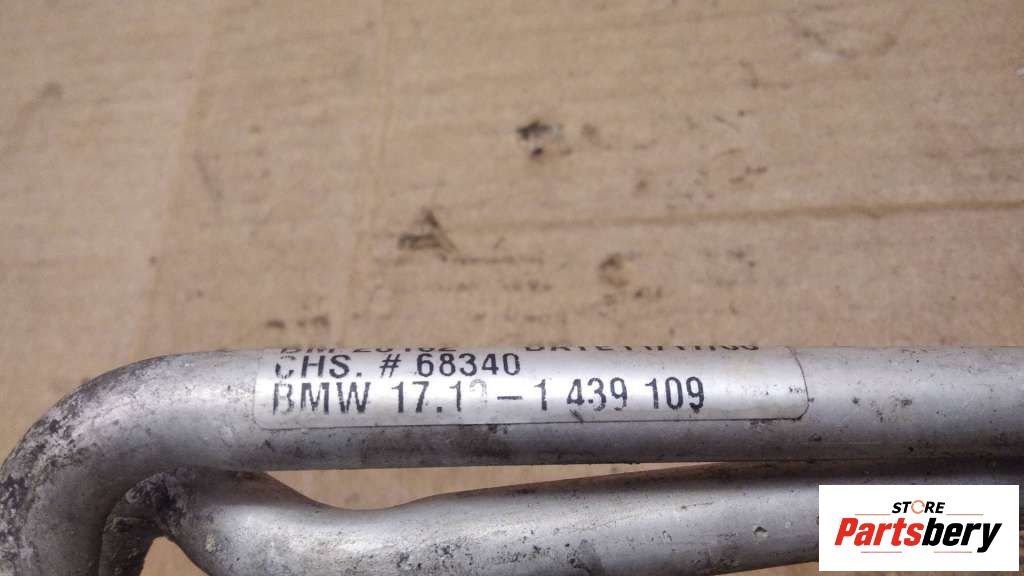 CHS. # 68340
BMW 17.1 –1 439 109
STORE
Partsbery